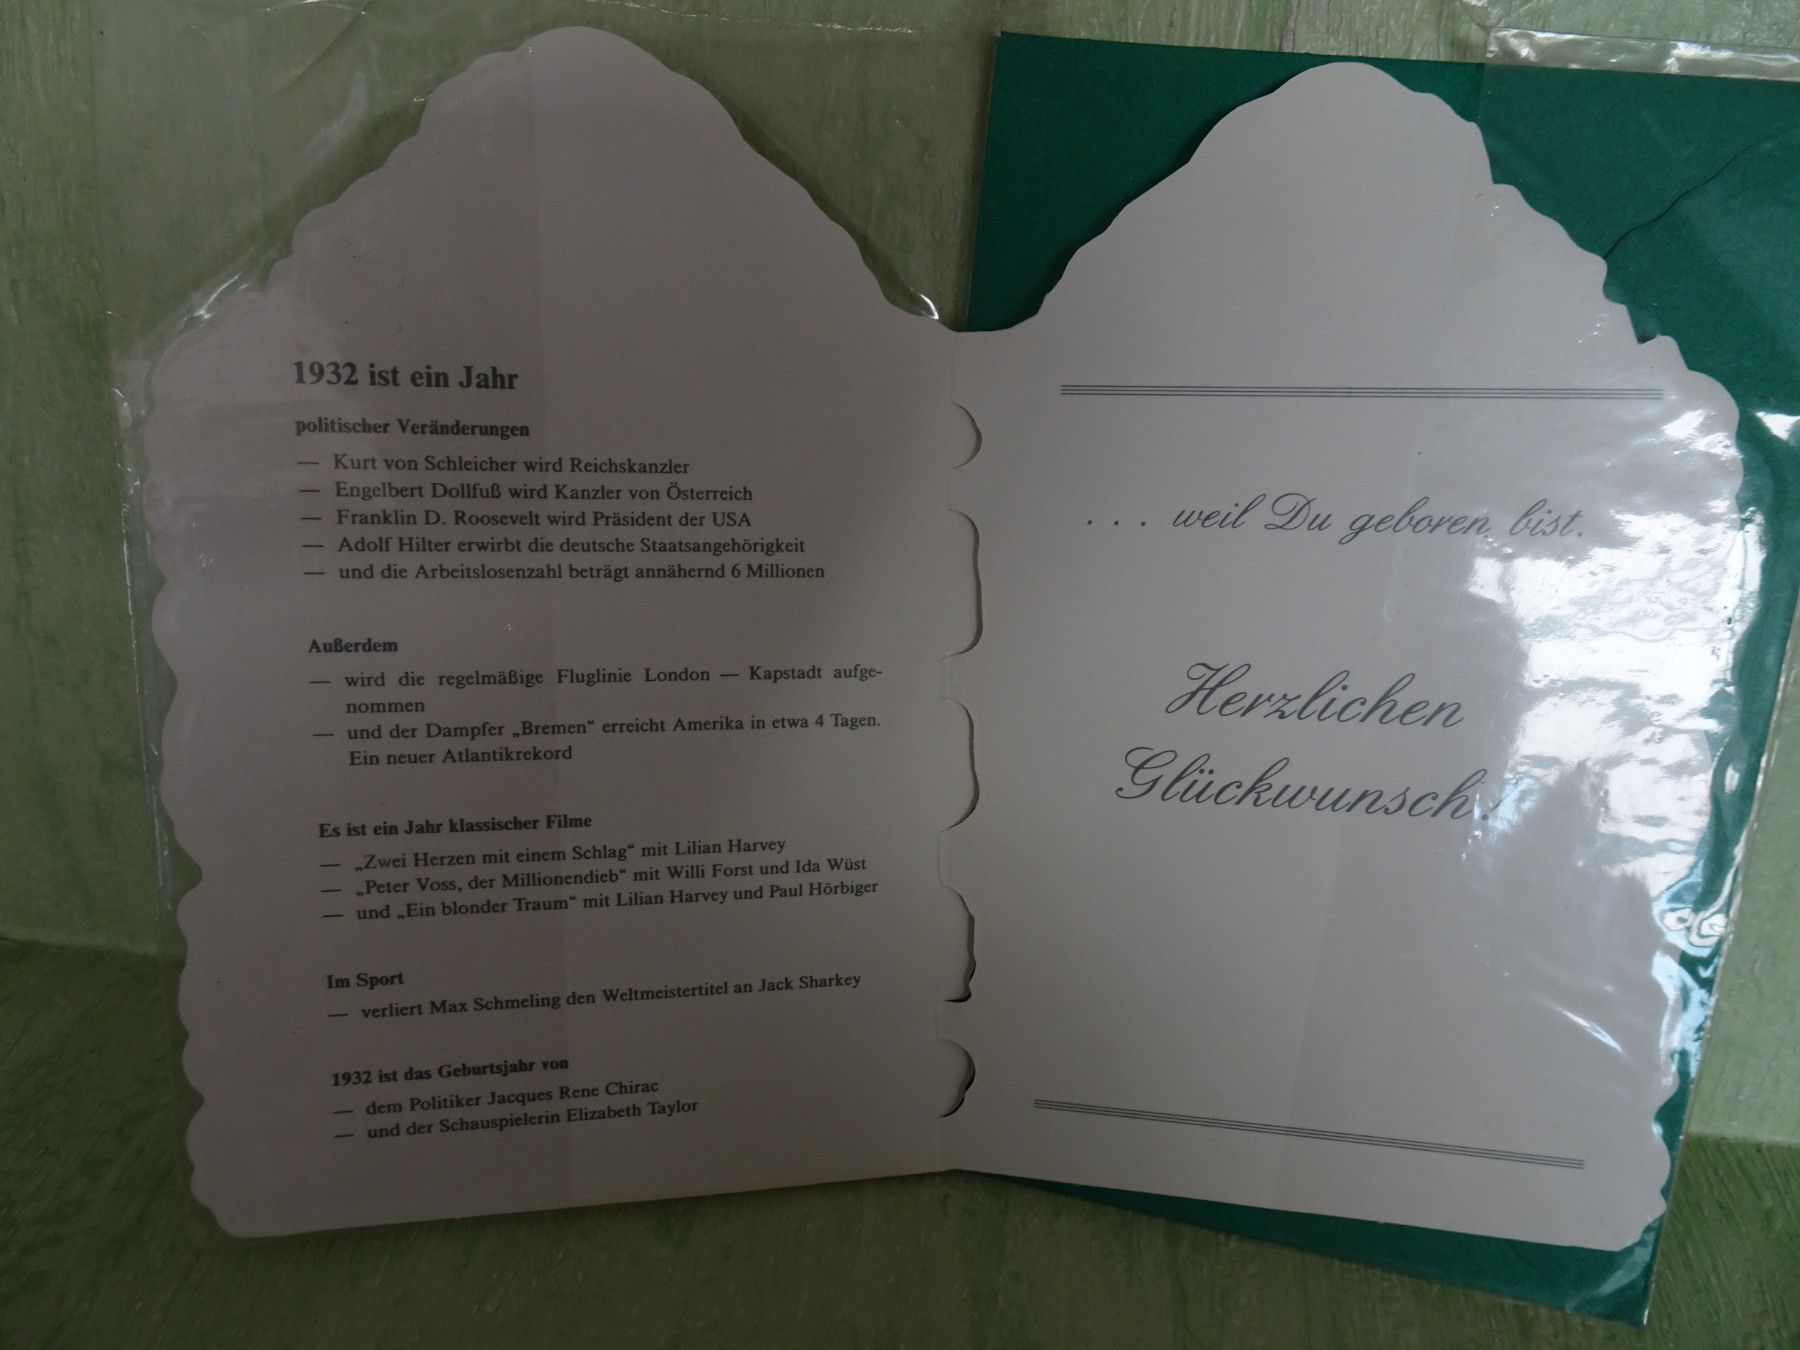 1932 ist ein Jahr
politischer Veränderungen
— Kurt von Schleicher wird Reichskanzler
— Engelbert Dollfuß wird Kanzler von Österreich
— Franklin D. Roosevelt wird Präsident der USA
— Adolf Hilter erwirbt die deutsche Staatsangehörigkeit
— und die Arbeitslosenzahl beträgt annähernd 6 Millionen
Außerdem
— wird die regelmäßige Fluglinie London — Kapstadt aufge-
nommen
— und der Dampfer „Bremen“ erreicht Amerika in etwa 4 Tagen.
Ein neuer Atlantikrekord
Es ist ein Jahr klassischer Filme
— „Zwei Herzen mit einem Schlag“ mit Lilian Harvey
— „Peter Voss, der Millionendieb“ mit Willi Forst und Ida Wüst
— und „Ein blonder Traum“ mit Lilian Harvey und Paul Hörbiger
Im Sport
— verliert Max Schmeling den Weltmeistertitel an Jack Sharkey
1932 ist das Geburtsjahr von
— dem Politiker Jacques Rene Chirac
— und der Schauspielerin Elizabeth Taylor
. . . weil Du geboren bist.
Herzlichen
Glückwunsch!